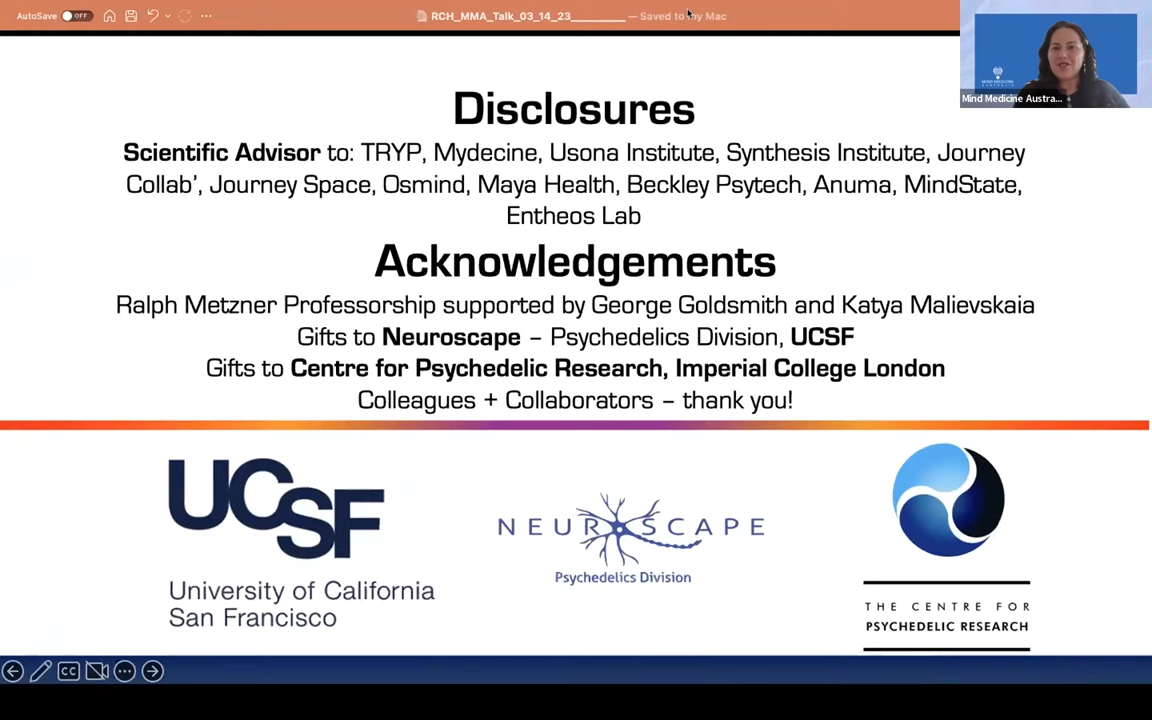 AutoSave OFF
RCH_MMA_Talk_03_14_23__________ — Saved to my Mac
MIND MEDICINE
AUSTRALIA
Mind Medicine Austra...
Disclosures
Scientific Advisor to: TRYP, Mydecine, Usona Institute, Synthesis Institute, Journey
Collab’, Journey Space, Osmind, Maya Health, Beckley Psytech, Anuma, MindState,
Entheos Lab
Acknowledgements
Ralph Metzner Professorship supported by George Goldsmith and Katya Malievskaia
Gifts to Neuroscape – Psychedelics Division, UCSF
Gifts to Centre for Psychedelic Research, Imperial College London
Colleagues + Collaborators – thank you!
UCSF
University of California
San Francisco
NEUROSCAPE
Psychedelics Division
THE CENTRE FOR
PSYCHEDELIC RESEARCH
CC